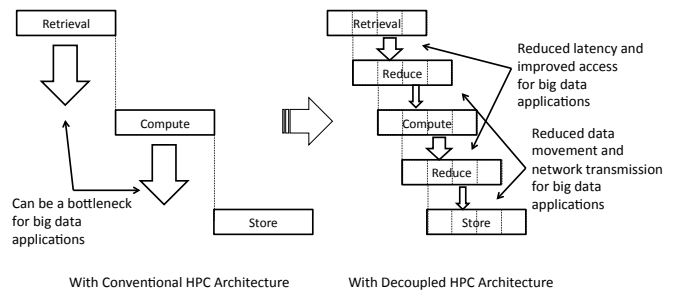 Retrieval
Compute
Store
Can be a bottleneck
for big data
applications
With Conventional HPC Architecture
Retrieval
Reduce
Compute
Reduce
Store
Reduced latency and
improved access
for big data
applications
Reduced data
movement and
network transmission
for big data
applications
With Decoupled HPC Architecture